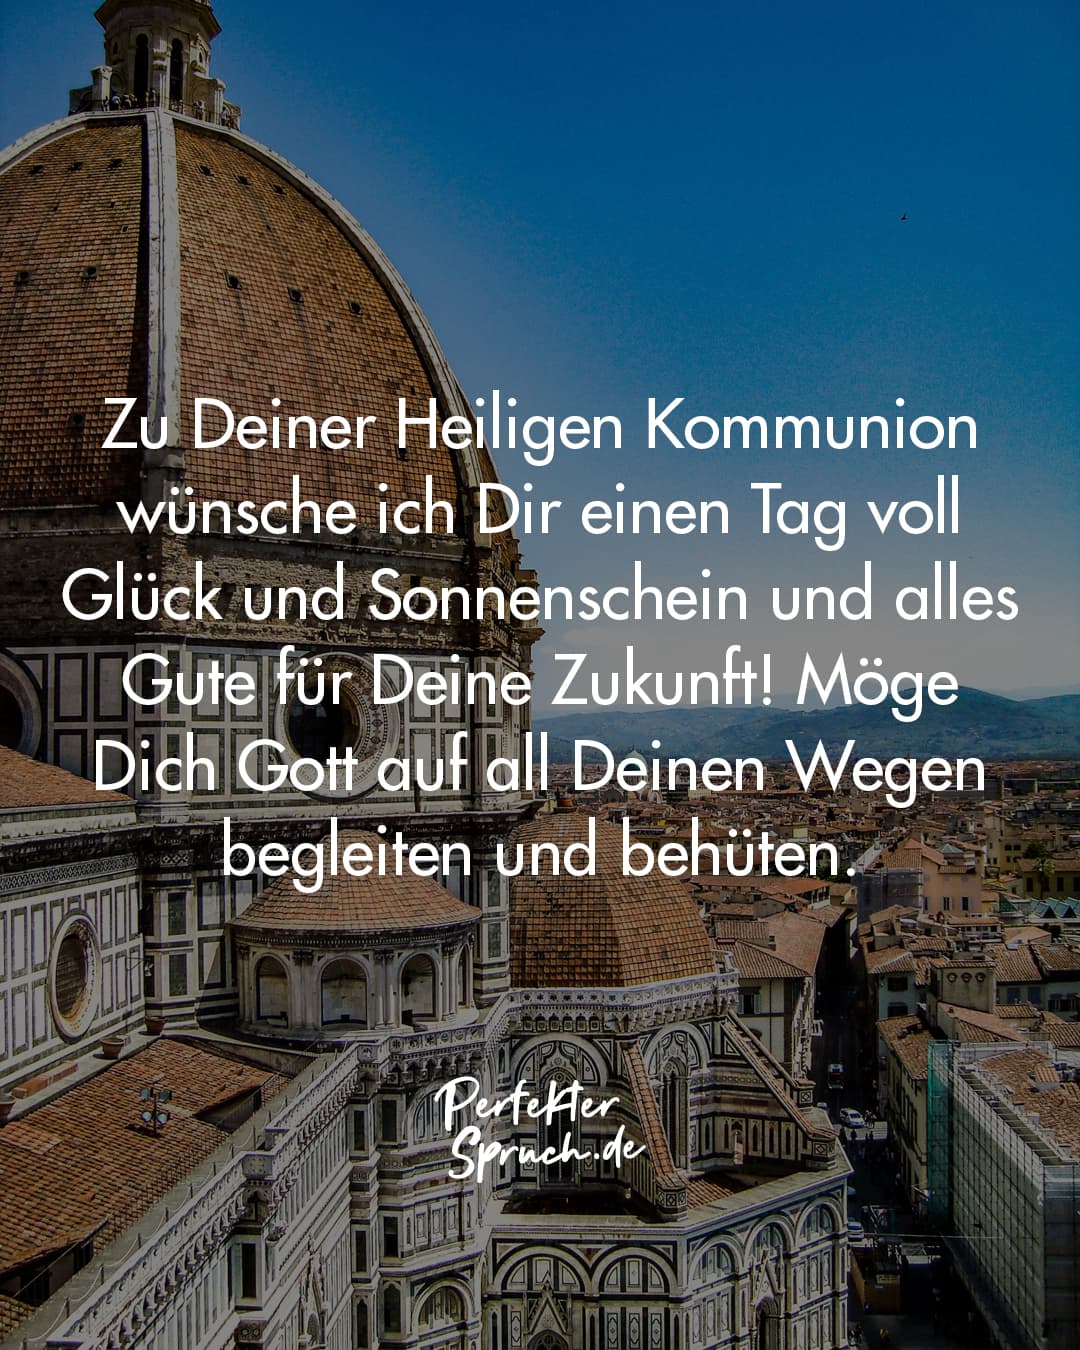 Zu Deiner Heiligen Kommunion
wünsche ich Dir einen Tag voll
Glück und Sonnenschein und alles
Gute für Deine Zukunft! Möge
Dich Gott auf all Deinen Wegen
begleiten und behüten.
Perfekter
Spruch.de